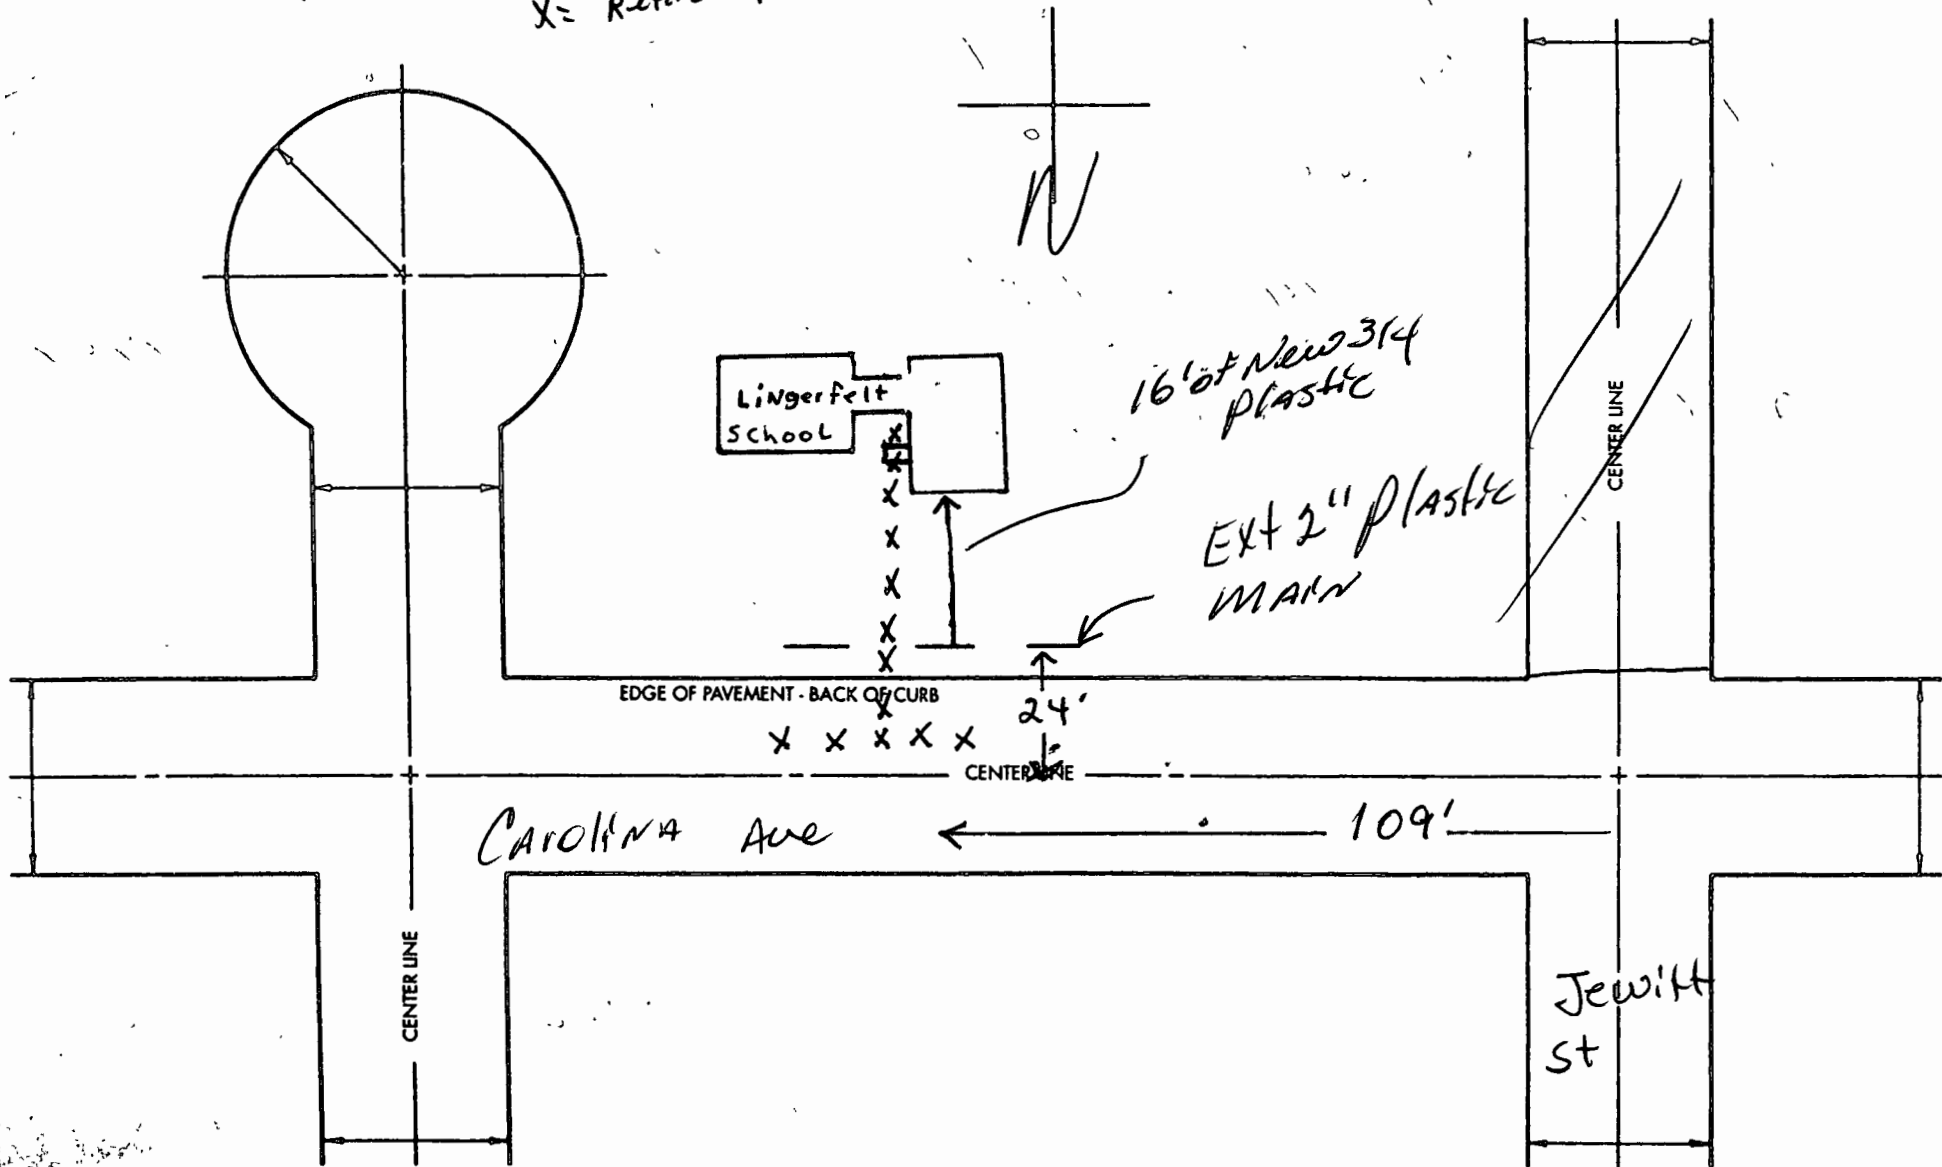 X=
N
16' of New 3/4
Plastic
Lingerfelt
School
Ext 2" Plastic
MAIN
CENTER LINE
EDGE OF PAVEMENT - BACK OF CURB
24'
CENTER LINE
Carolina Ave
109'
CENTER LINE
Jewitt
St